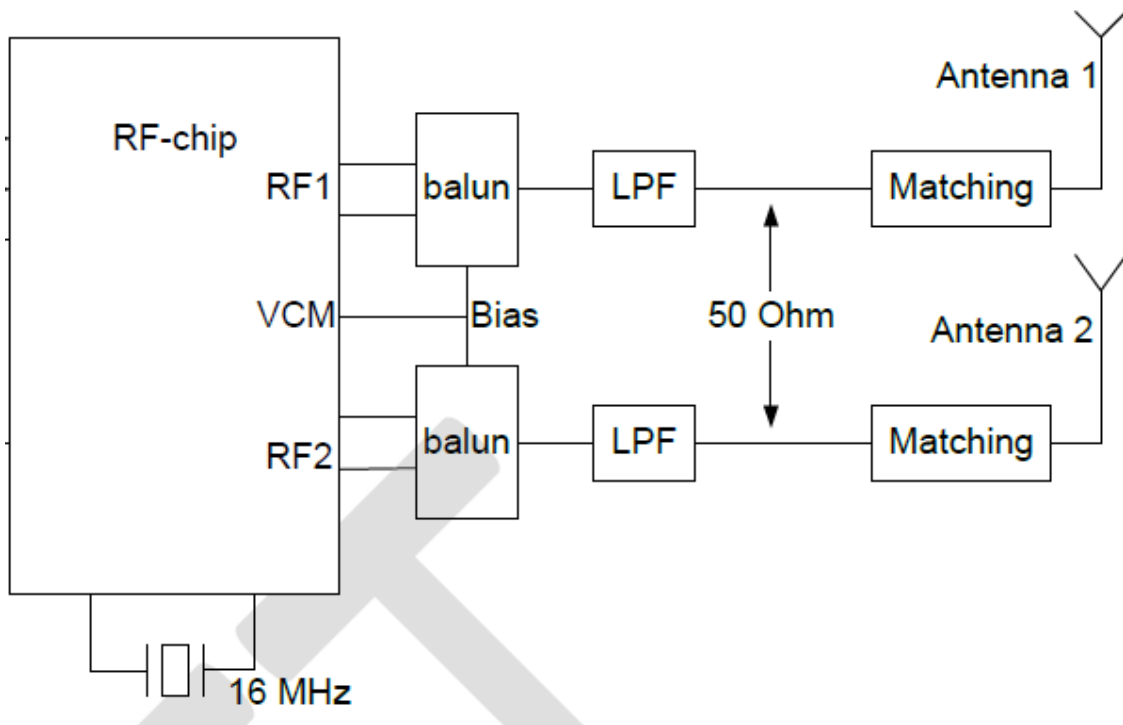 Antenna 1
RF-chip
RF1
balun
LPF
Matching
VCM
Bias
50 Ohm
Antenna 2
RF2
balun
LPF
Matching
16 MHz